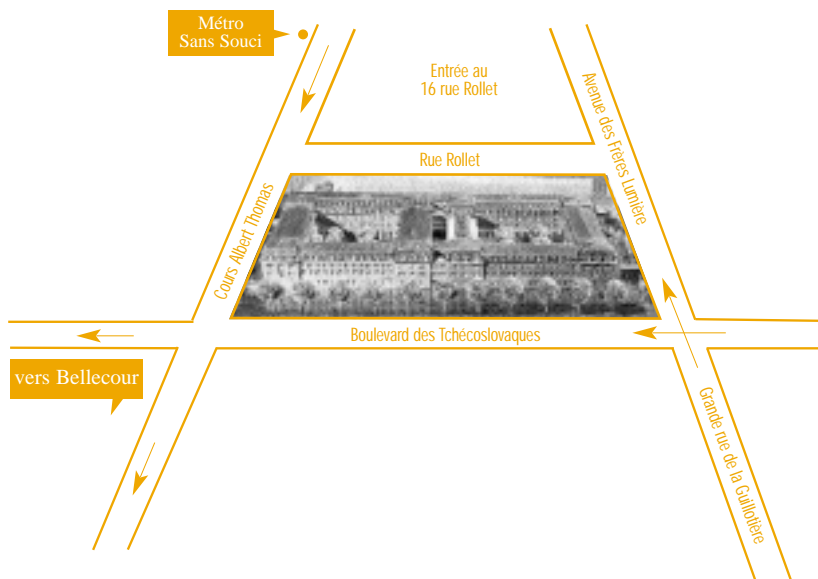 Métro
Sans Souci
Entrée au
16 rue Rollet
Avenue des Frères Lumière
Rue Rollet
Cours Albert Thomas
Boulevard des Tchécoslovaques
vers Bellecour
Grande rue de la Guillotière